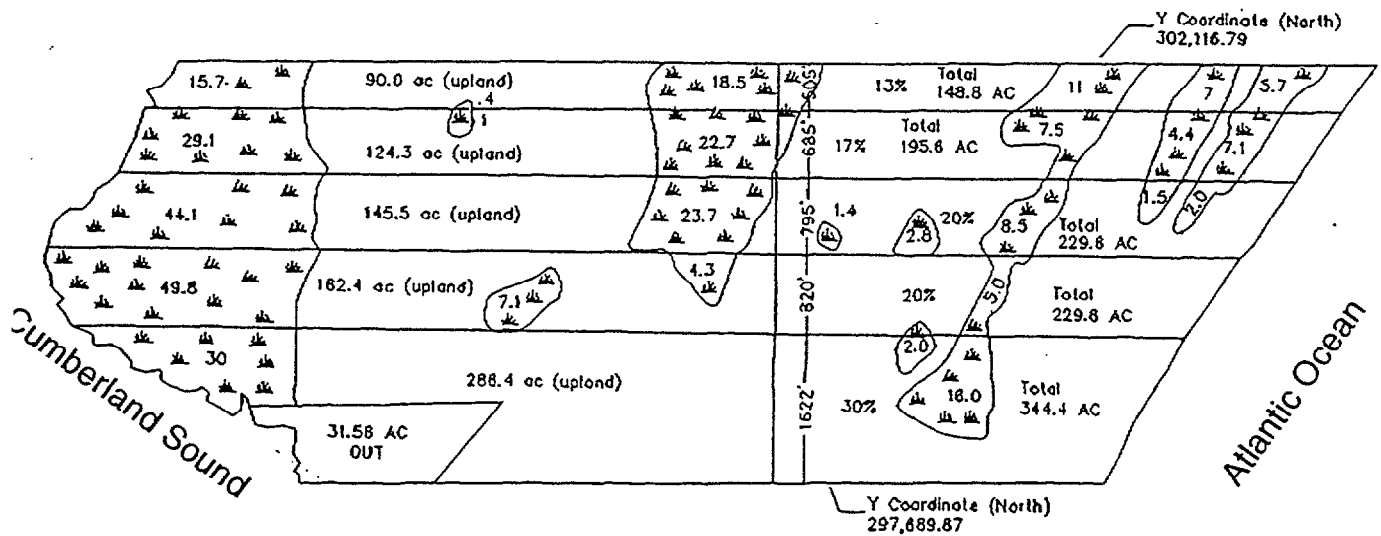 Y Coordinate (North)
302,116.79
15.7
90.0 ac (upland)
18.5
505'
13%
Total
148.8 AC
11
7
5.7
.4
1
29.1
124.3 ac (upland)
22.7
685'
17%
Total
195.6 AC
7.5
4.4
7.1
44.1
145.5 ac (upland)
23.7
795'
1.4
2.8
20%
8.5
Total
229.8 AC
1.5
2.0
49.8
162.4 ac (upland)
7.1
4.3
820'
20%
5.0
Total
229.8 AC
30
286.4 ac (upland)
1622'
2.0
30%
16.0
Total
344.4 AC
31.58 AC
OUT
Cumberland Sound
Atlantic Ocean
Y Coordinate (North)
297,689.87